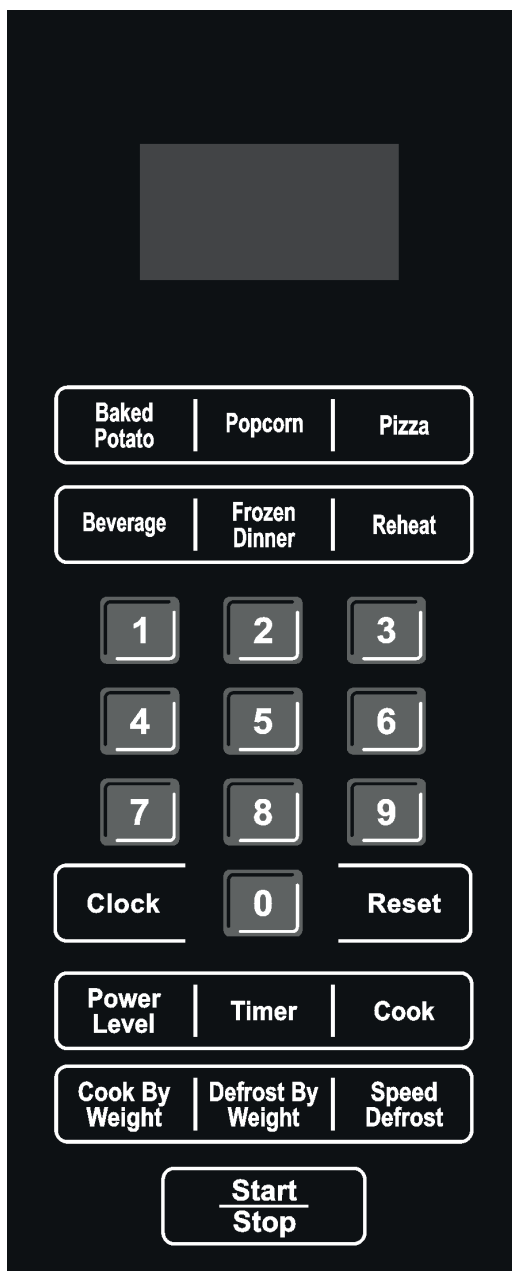 Baked Potato Popcorn Pizza
Beverage Frozen Dinner Reheat
1 2 3
4 5 6
7 8 9
Clock 0 Reset
Power Level Timer Cook
Cook By Weight Defrost By Weight Speed Defrost
Start
Stop